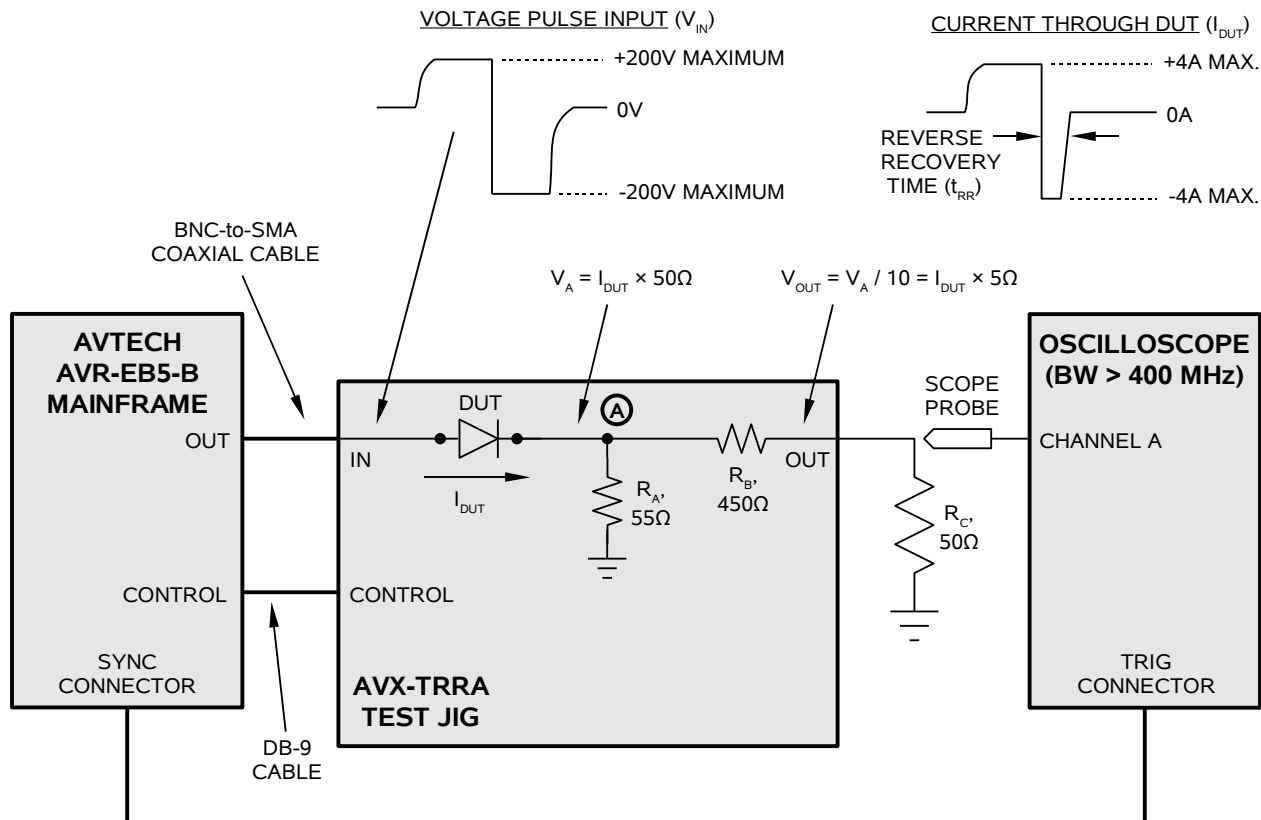 VOLTAGE PULSE INPUT (V_IN)
+200V MAXIMUM
0V
-200V MAXIMUM
CURRENT THROUGH DUT (I_DUT)
+4A MAX.
0A
REVERSE
RECOVERY
TIME (t_RR)
-4A MAX.
BNC-to-SMA
COAXIAL CABLE
V_A = I_DUT × 50Ω
V_OUT = V_A / 10 = I_DUT × 5Ω
AVTECH
AVR-EB5-B
MAINFRAME
OUT
CONTROL
SYNC
CONNECTOR
DB-9
CABLE
IN
DUT
I_DUT
A
R_A,
55Ω
R_B,
450Ω
OUT
CONTROL
AVX-TRRA
TEST JIG
SCOPE
PROBE
R_C,
50Ω
OSCILLOSCOPE
(BW > 400 MHz)
CHANNEL A
TRIG
CONNECTOR